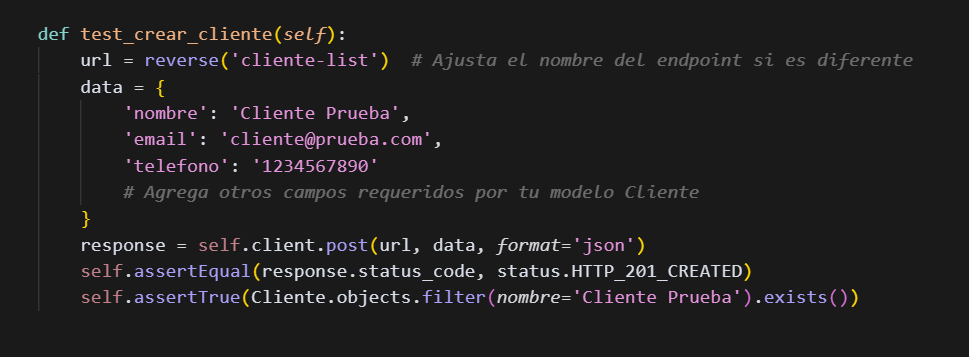 def test_crear_cliente(self):
url = reverse('cliente-list')  # Ajusta el nombre del endpoint si es diferente
data = {
'nombre': 'Cliente Prueba',
'email': 'cliente@prueba.com',
'telefono': '1234567890'
# Agrega otros campos requeridos por tu modelo Cliente
}
response = self.client.post(url, data, format='json')
self.assertEqual(response.status_code, status.HTTP_201_CREATED)
self.assertTrue(Cliente.objects.filter(nombre='Cliente Prueba').exists())